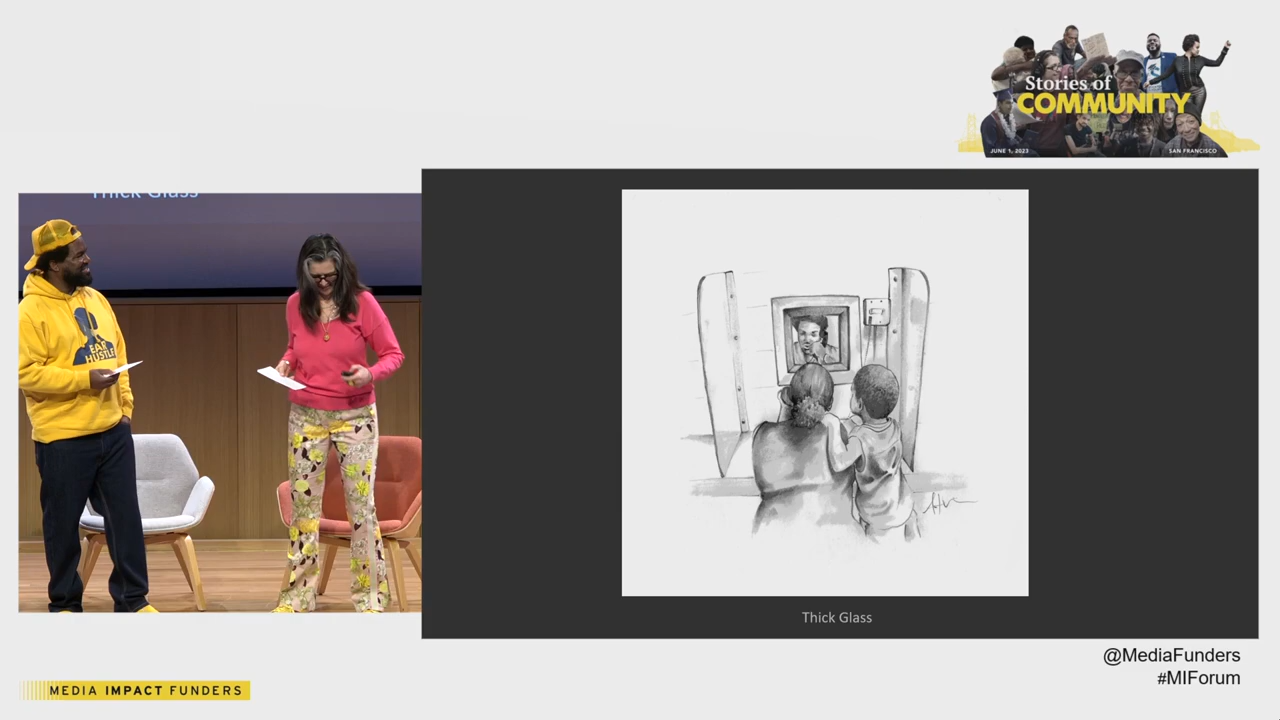 Stories of
COMMUNITY
JUNE 1, 2023
SAN FRANCISCO
Thick Glass
EAR
HUSTLE
Thick Glass
@MediaFunders
#MIForum
MEDIA IMPACT FUNDERS